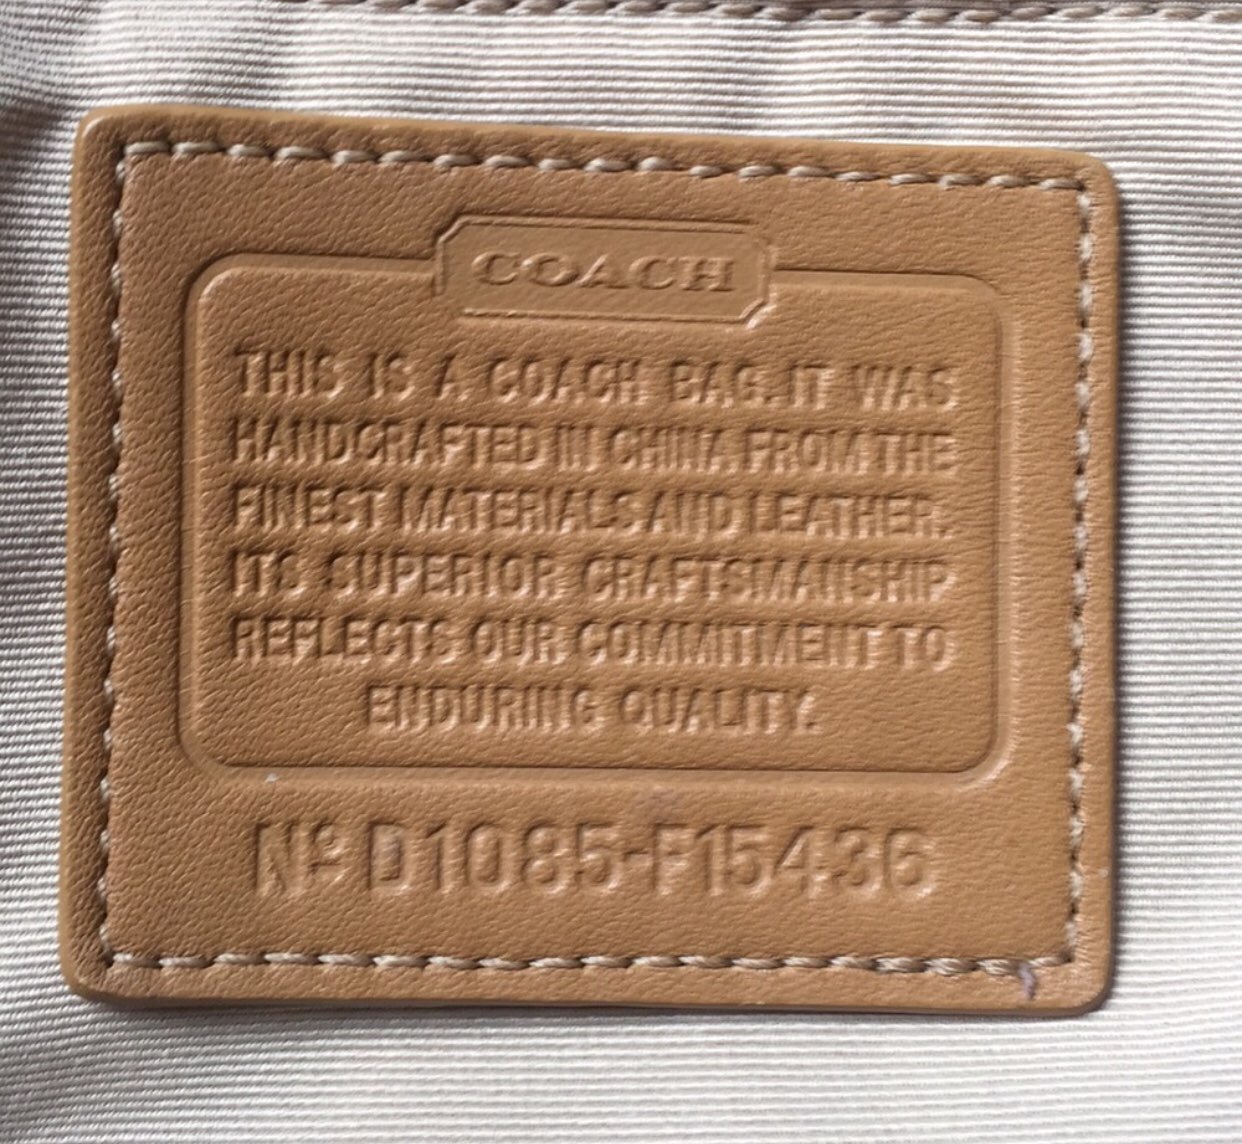 COACH
THIS IS A COACH BAG. IT WAS
HANDCRAFTED IN CHINA FROM THE
FINEST MATERIALS AND LEATHER.
ITS SUPERIOR CRAFTSMANSHIP
REFLECTS OUR COMMITMENT TO
ENDURING QUALITY.
Nº D1085-F15436